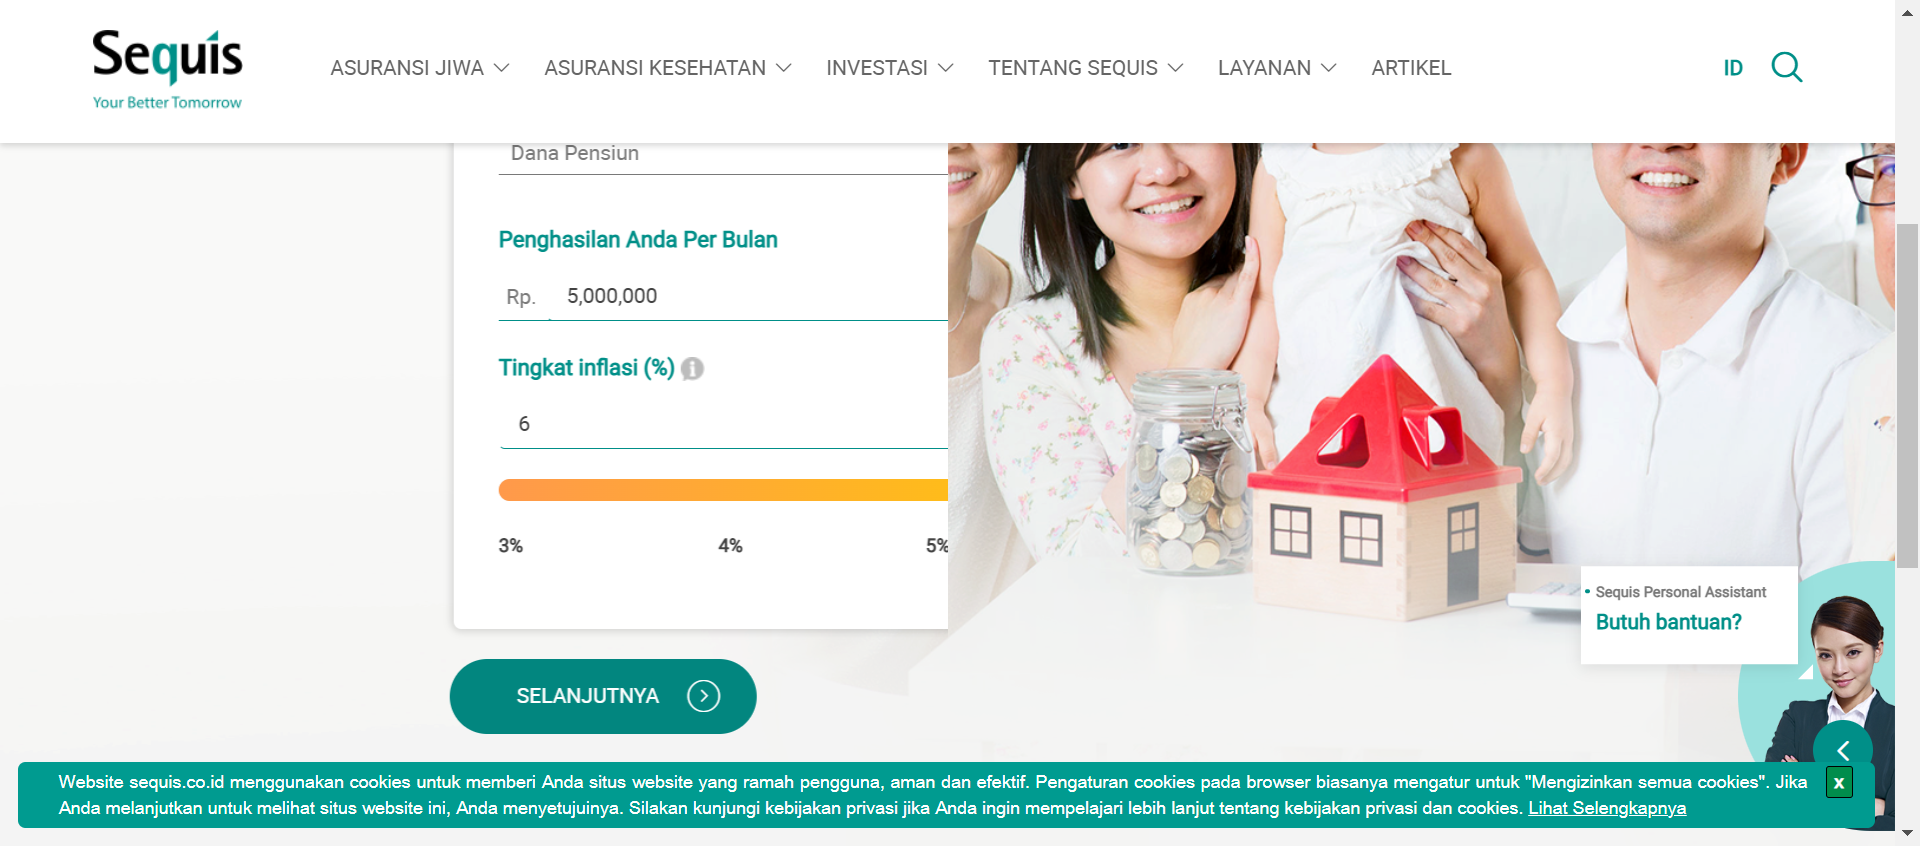 Sequis
Your Better Tomorrow
ASURANSI JIWA
ASURANSI KESEHATAN
INVESTASI
TENTANG SEQUIS
LAYANAN
ARTIKEL
ID
Dana Pensiun
Penghasilan Anda Per Bulan
Rp. 5,000,000
Tingkat inflasi (%)
6
3% 4% 5%
SELANJUTNYA
Sequis Personal Assistant
Butuh bantuan?
Website sequis.co.id menggunakan cookies untuk memberi Anda situs website yang ramah pengguna, aman dan efektif. Pengaturan cookies pada browser biasanya mengatur untuk "Mengizinkan semua cookies". Jika
Anda melanjutkan untuk melihat situs website ini, Anda menyetujuinya. Silakan kunjungi kebijakan privasi jika Anda ingin mempelajari lebih lanjut tentang kebijakan privasi dan cookies. Lihat Selengkapnya
x